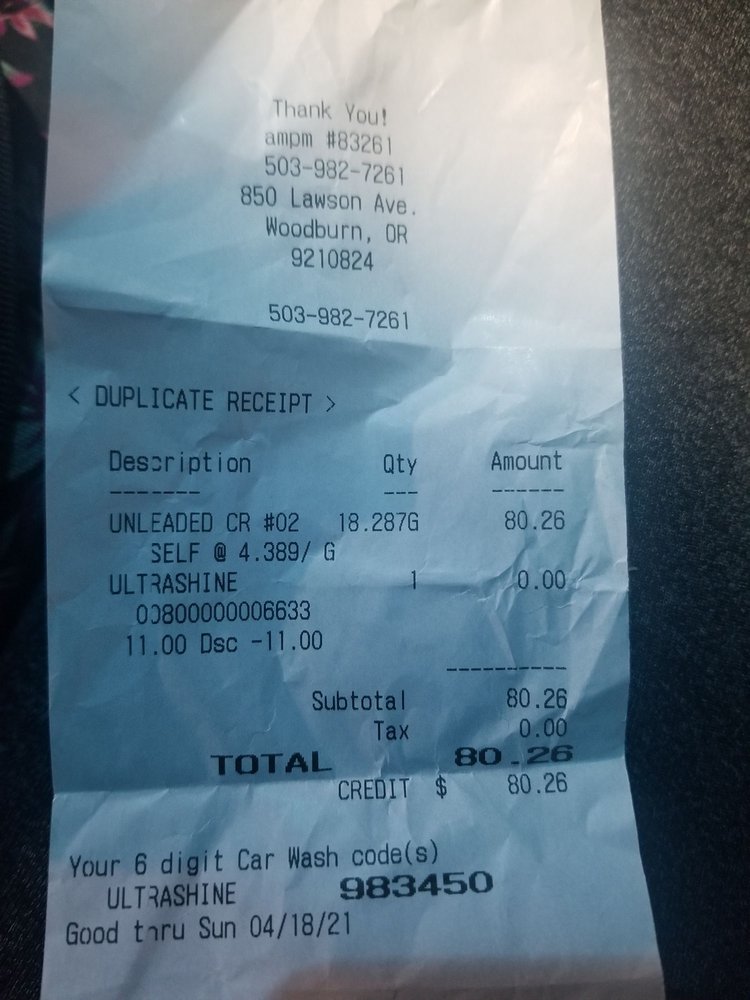 Thank You!
ampm #83261
503-982-7261
850 Lawson Ave.
Woodburn, OR
9210824
503-982-7261
< DUPLICATE RECEIPT >
Description Qty Amount
------- --- ------
UNLEADED CR #02 18.287G 80.26
SELF @ 4.389/ G
ULTRASHINE 1 0.00
00800000006633
11.00 Dsc -11.00
----------
Subtotal 80.26
Tax 0.00
TOTAL 80.26
CREDIT $ 80.26
Your 6 digit Car Wash code(s)
ULTRASHINE 983450
Good thru Sun 04/18/21